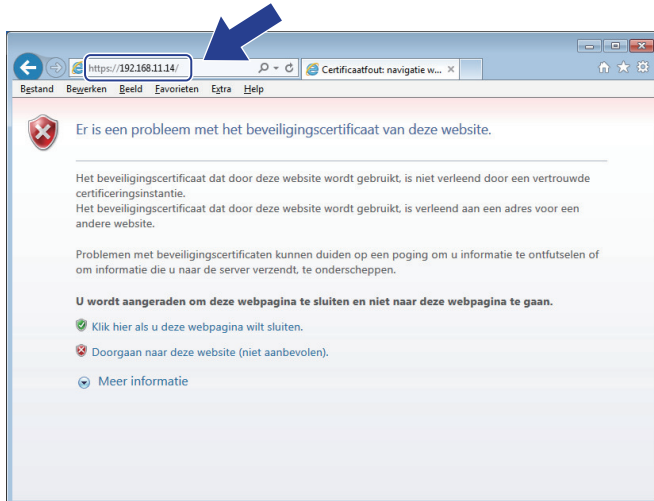 https://192.168.11.14/
Certificaatfout: navigatie w...
Bestand Bewerken Beeld Favorieten Extra Help
Er is een probleem met het beveiligingscertificaat van deze website.
Het beveiligingscertificaat dat door deze website wordt gebruikt, is niet verleend door een vertrouwde
certificeringsinstantie.
Het beveiligingscertificaat dat door deze website wordt gebruikt, is verleend aan een adres voor een
andere website.
Problemen met beveiligingscertificaten kunnen duiden op een poging om u informatie te ontfutselen of
om informatie die u naar de server verzendt, te onderscheppen.
U wordt aangeraden om deze webpagina te sluiten en niet naar deze webpagina te gaan.
Klik hier als u deze webpagina wilt sluiten.
Doorgaan naar deze website (niet aanbevolen).
Meer informatie